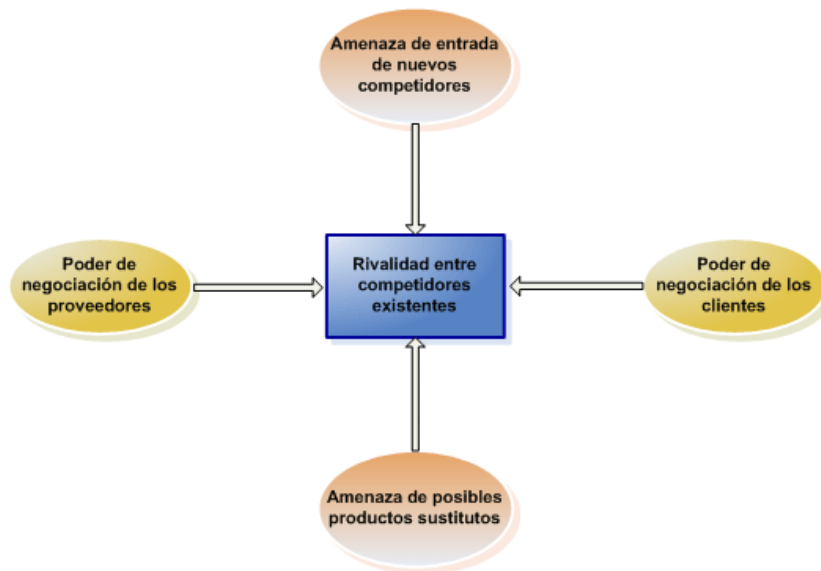 Amenaza de entrada
de nuevos
competidores
Poder de
negociación de los
proveedores
Rivalidad entre
competidores
existentes
Poder de
negociación de los
clientes
Amenaza de posibles
productos sustitutos